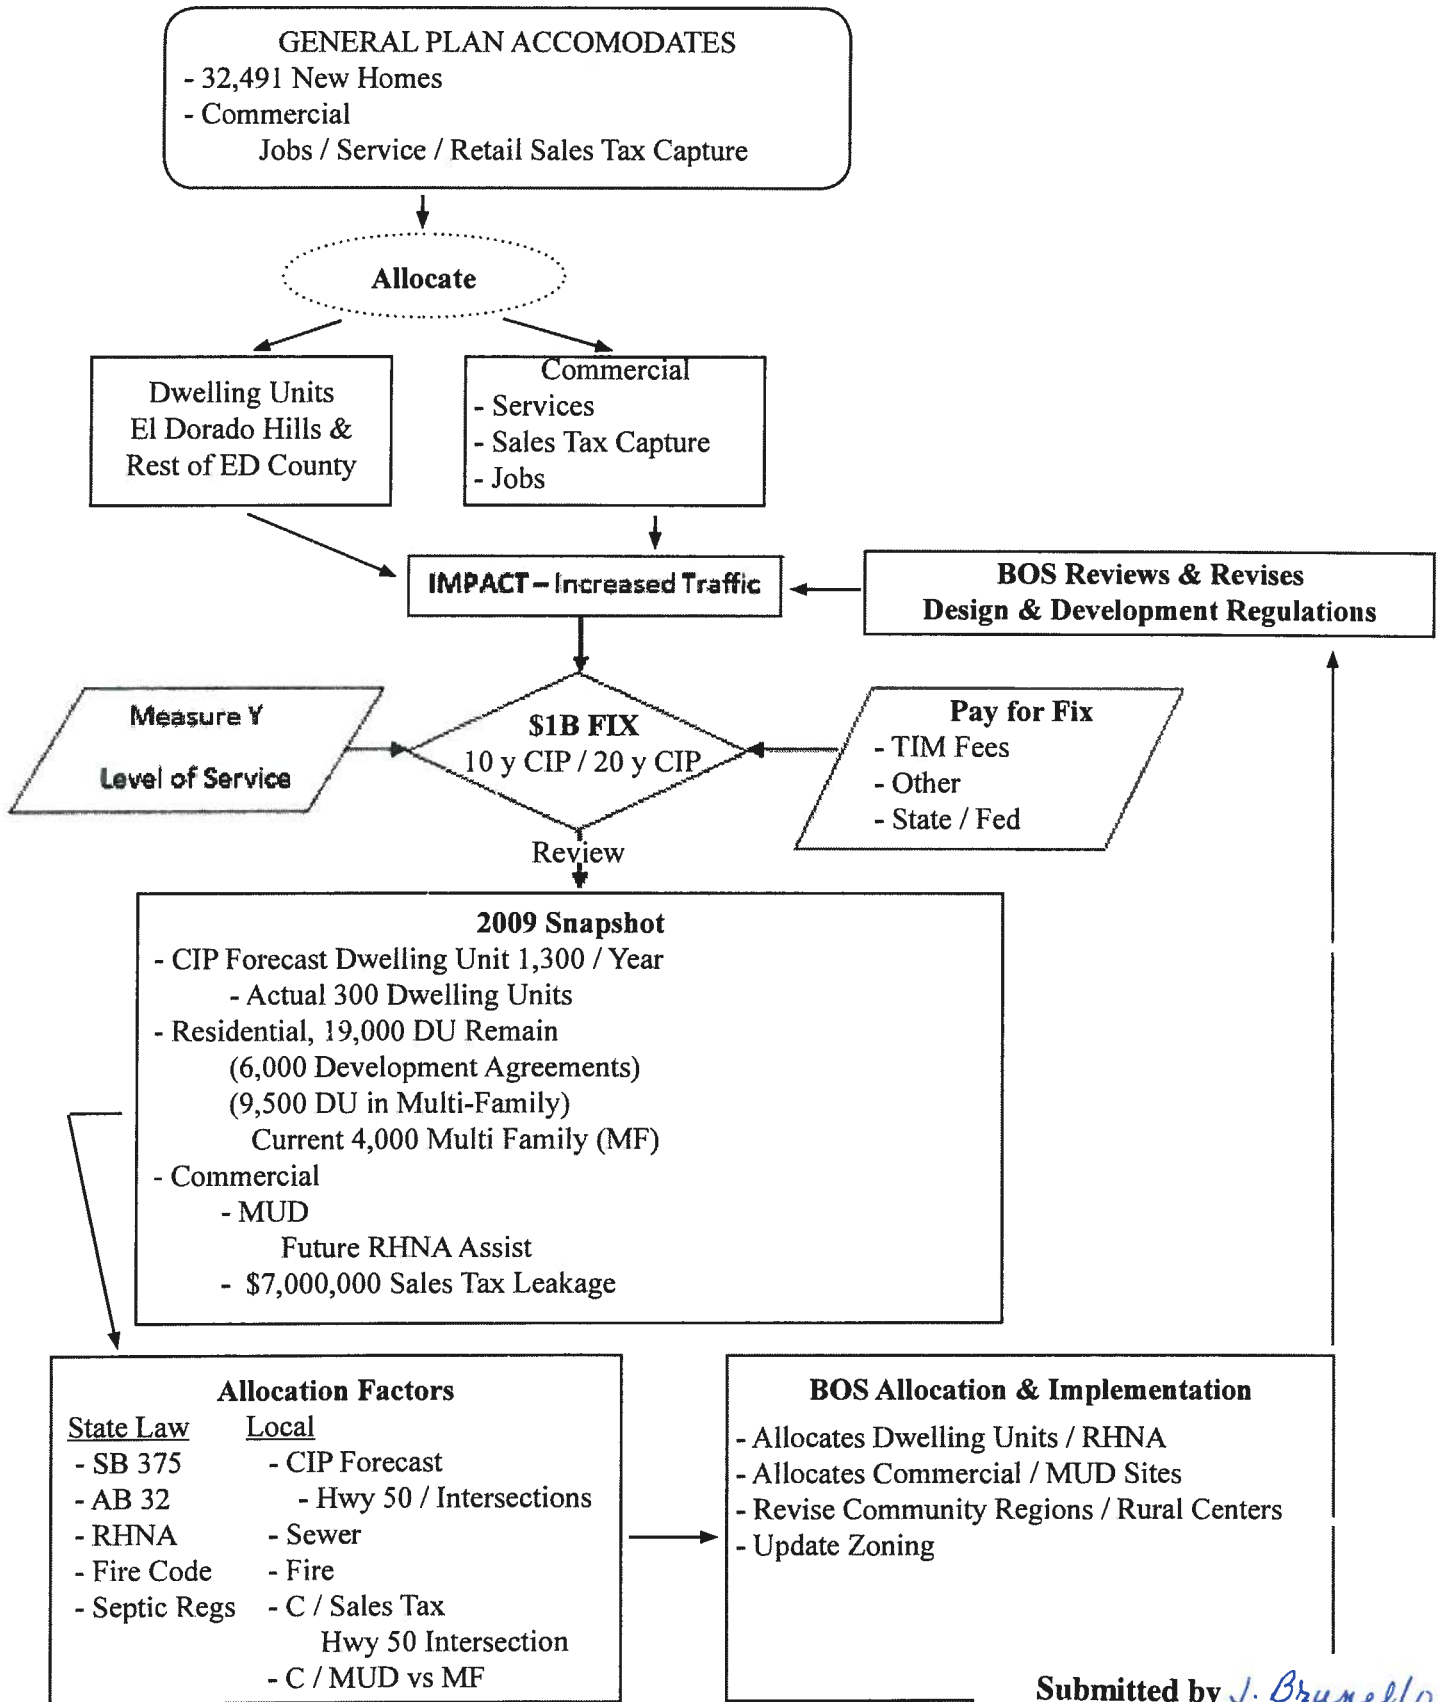 GENERAL PLAN ACCOMODATES
- 32,491 New Homes
- Commercial
Jobs / Service / Retail Sales Tax Capture
Allocate
Dwelling Units
El Dorado Hills &
Rest of ED County
Commercial
- Services
- Sales Tax Capture
- Jobs
IMPACT – Increased Traffic
BOS Reviews & Revises
Design & Development Regulations
Measure Y
Level of Service
$1B FIX
10 y CIP / 20 y CIP
Pay for Fix
- TIM Fees
- Other
- State / Fed
Review
2009 Snapshot
- CIP Forecast Dwelling Unit 1,300 / Year
- Actual 300 Dwelling Units
- Residential, 19,000 DU Remain
(6,000 Development Agreements)
(9,500 DU in Multi-Family)
Current 4,000 Multi Family (MF)
- Commercial
- MUD
Future RHNA Assist
- $7,000,000 Sales Tax Leakage
Allocation Factors
State Law
- SB 375
- AB 32
- RHNA
- Fire Code
- Septic Regs
Local
- CIP Forecast
- Hwy 50 / Intersections
- Sewer
- Fire
- C / Sales Tax
Hwy 50 Intersection
- C / MUD vs MF
BOS Allocation & Implementation
- Allocates Dwelling Units / RHNA
- Allocates Commercial / MUD Sites
- Revise Community Regions / Rural Centers
- Update Zoning
Submitted by J. Brunello